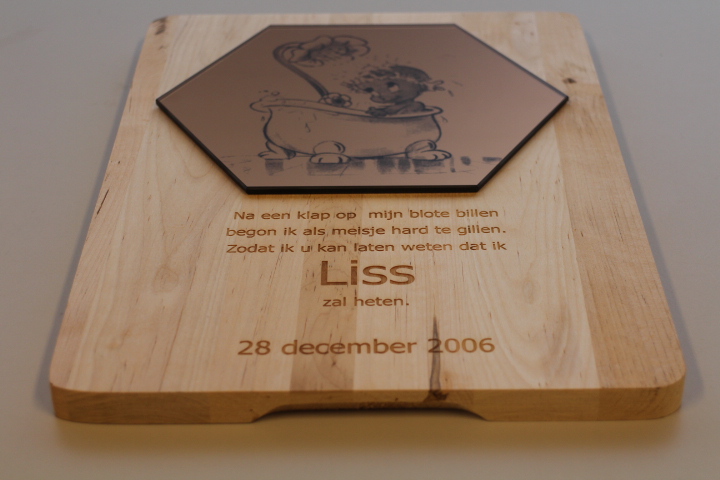 Na een klap op mijn blote billen
begon ik als meisje hard te gillen.
Zodat ik u kan laten weten dat ik
Liss
zal heten.
28 december 2006